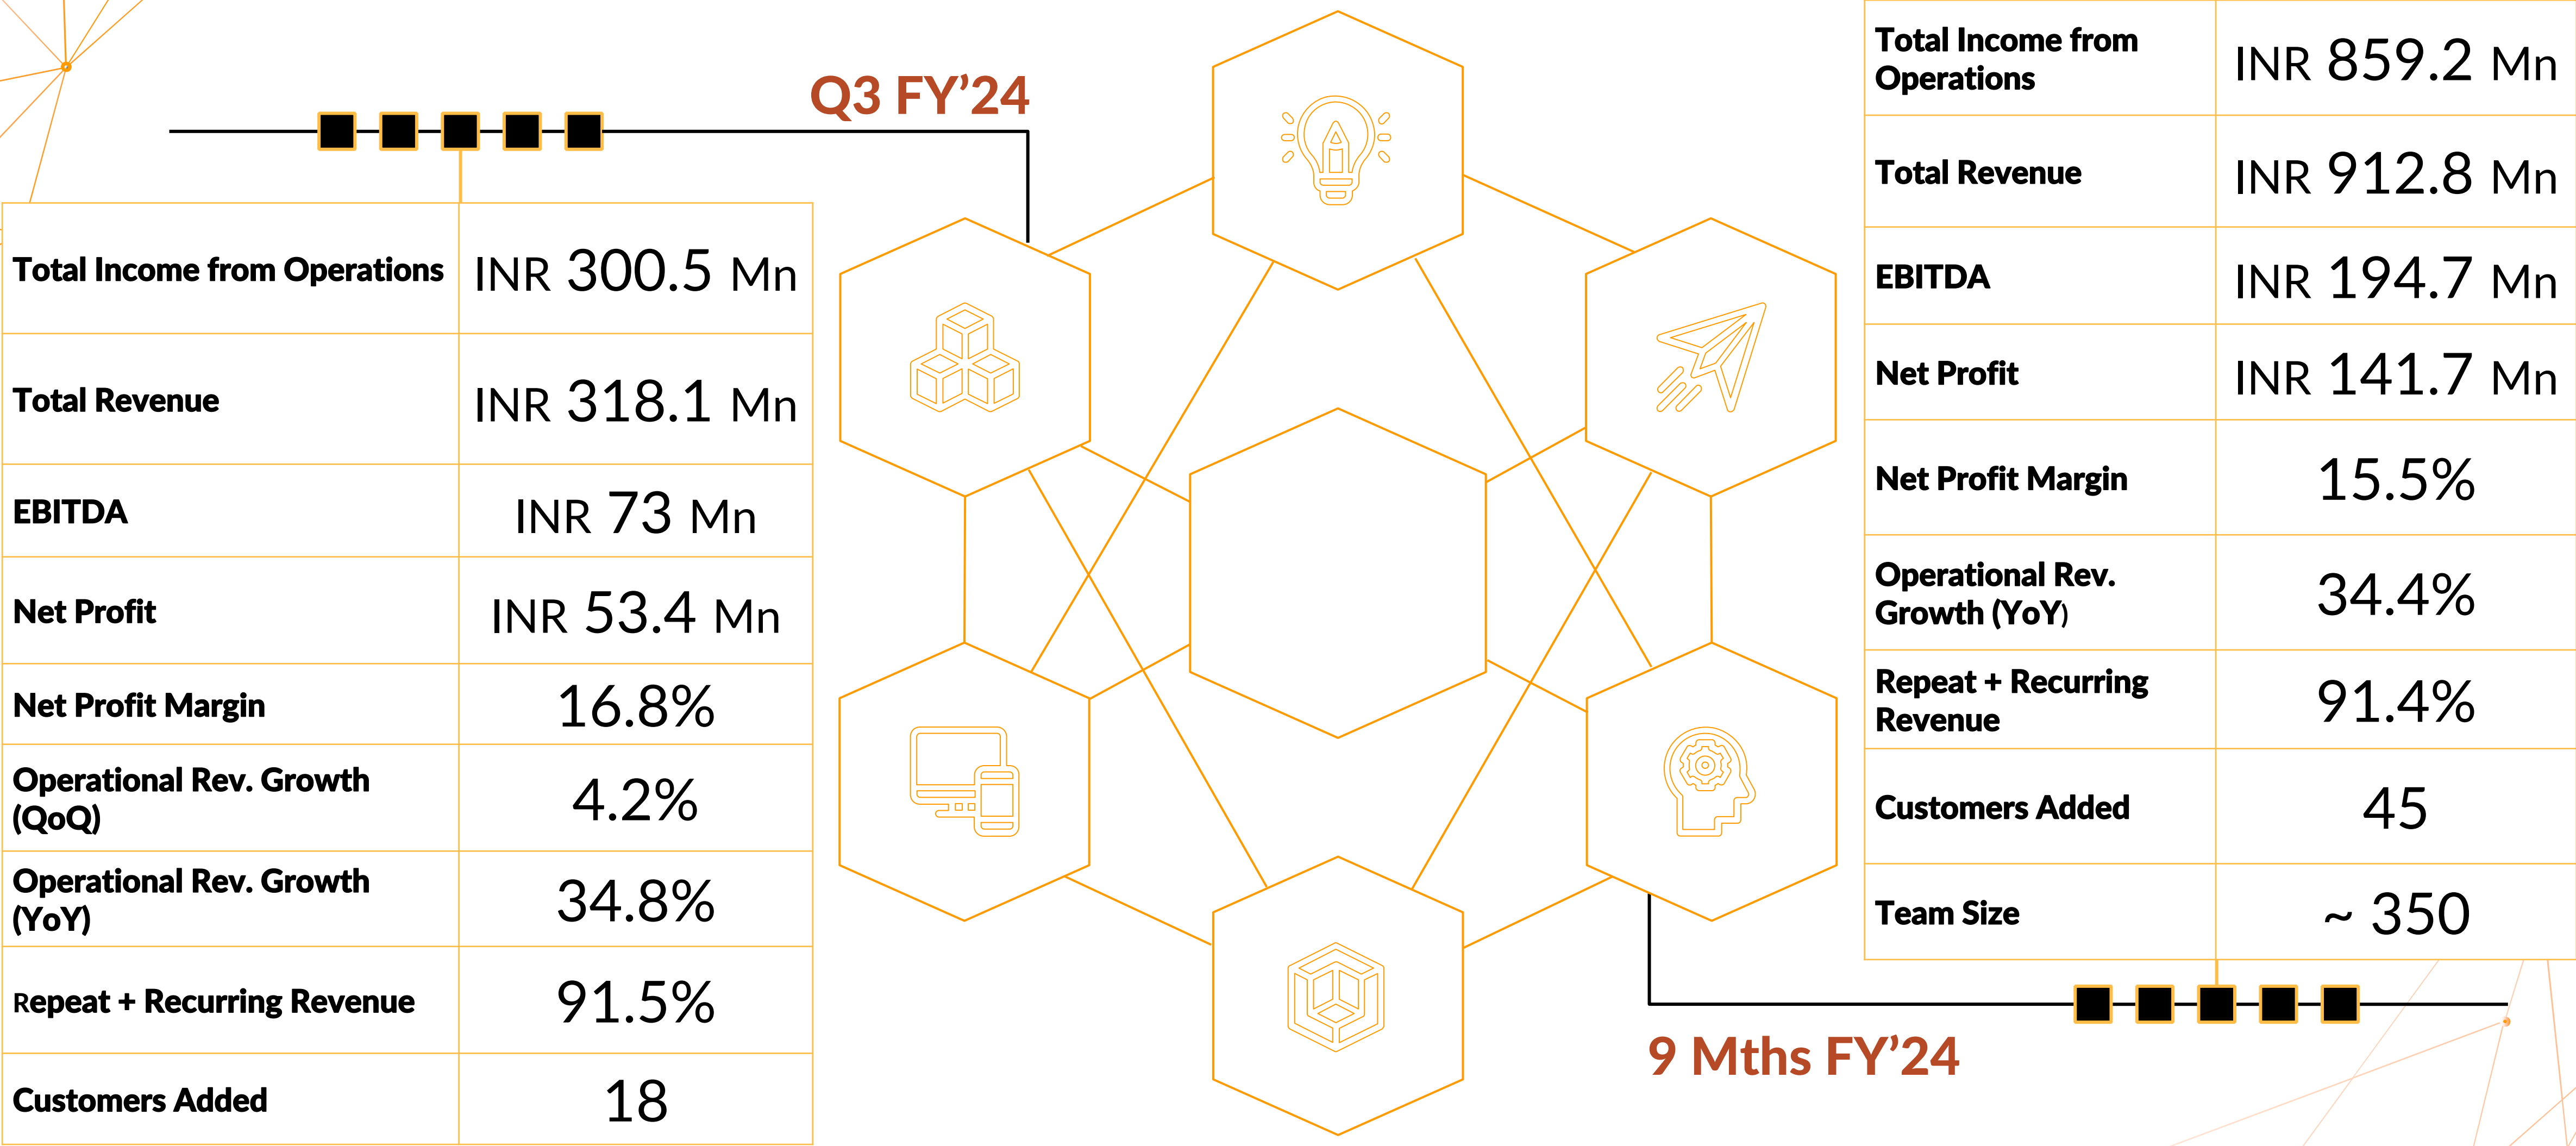 Q3 FY’24
Total Income from Operations INR 300.5 Mn
Total Revenue INR 318.1 Mn
EBITDA INR 73 Mn
Net Profit INR 53.4 Mn
Net Profit Margin 16.8%
Operational Rev. Growth
(QoQ) 4.2%
Operational Rev. Growth
(YoY) 34.8%
Repeat + Recurring Revenue 91.5%
Customers Added 18
Total Income from
Operations INR 859.2 Mn
Total Revenue INR 912.8 Mn
EBITDA INR 194.7 Mn
Net Profit INR 141.7 Mn
Net Profit Margin 15.5%
Operational Rev.
Growth (YoY) 34.4%
Repeat + Recurring
Revenue 91.4%
Customers Added 45
Team Size ~ 350
9 Mths FY’24